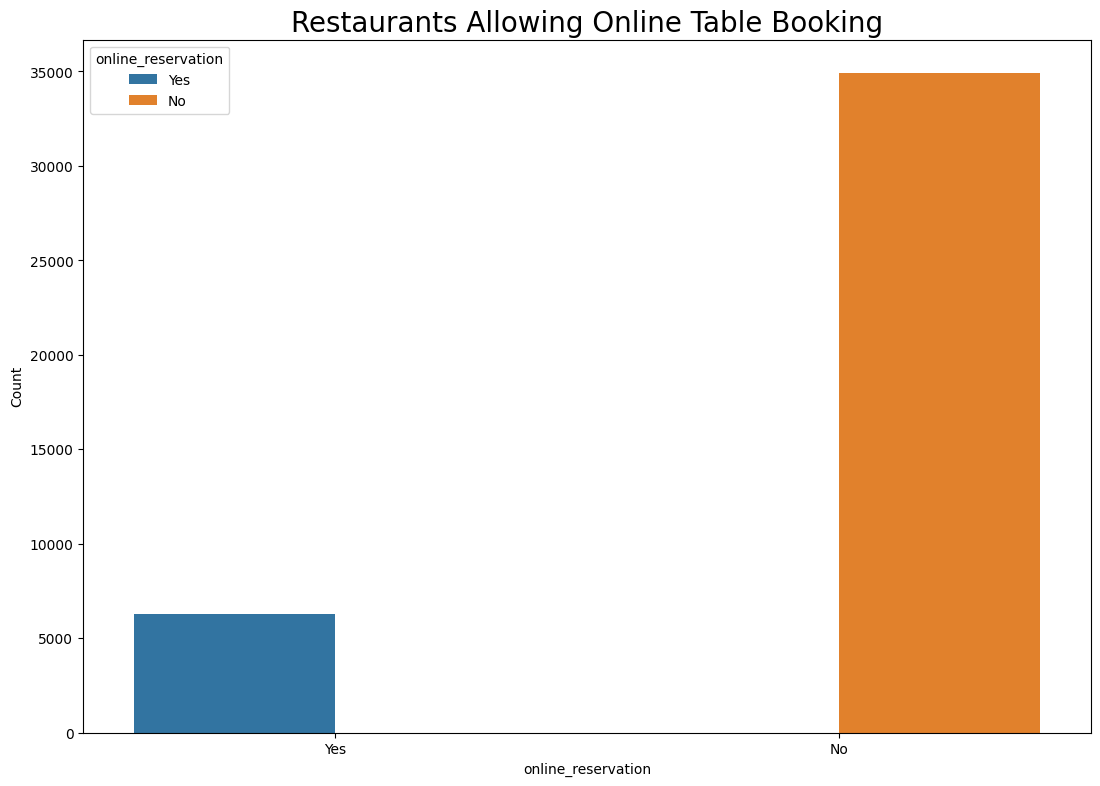 Restaurants Allowing Online Table Booking
online_reservation
Yes
No
35000
30000
25000
20000
15000
10000
5000
0
Count
Yes No
online_reservation